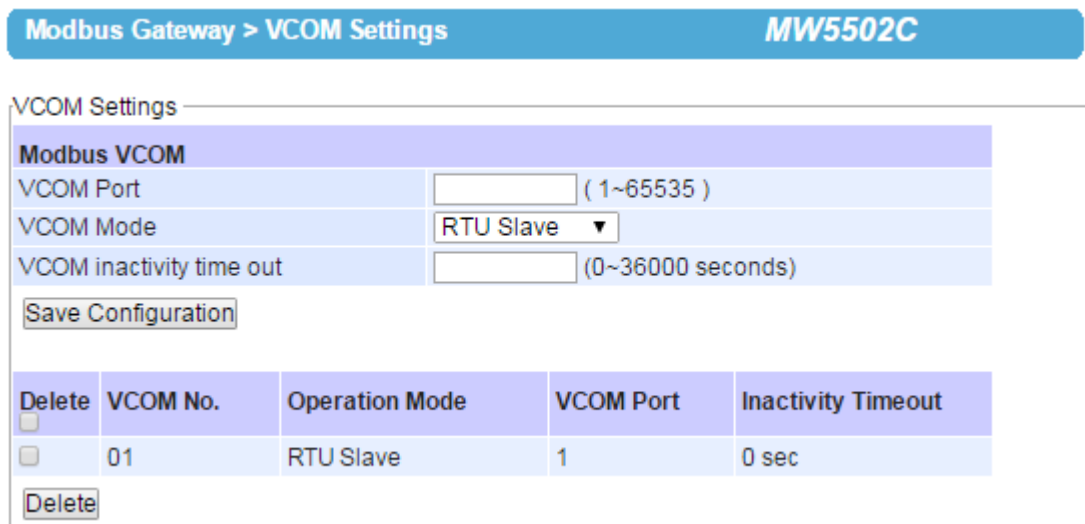 Modbus Gateway > VCOM Settings MW5502C
VCOM Settings
Modbus VCOM
VCOM Port ( 1~65535 )
VCOM Mode RTU Slave ▼
VCOM inactivity time out (0~36000 seconds)
Save Configuration
Delete VCOM No. Operation Mode VCOM Port Inactivity Timeout
01 RTU Slave 1 0 sec
Delete